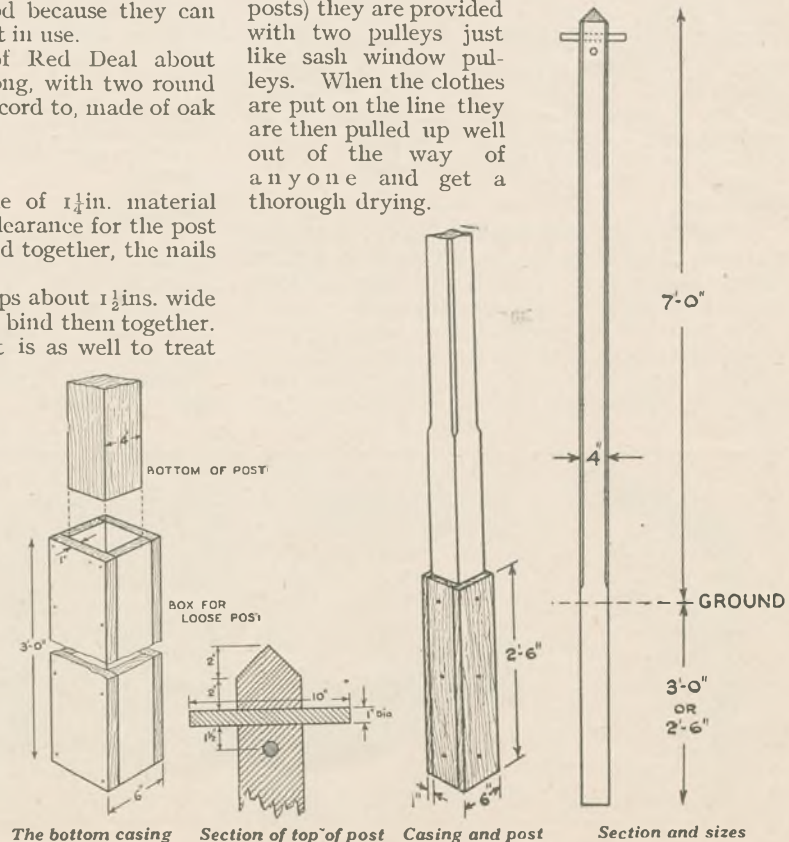 d because they can
t in use.
f Red Deal about
ng, with two round
cord to, made of oak
e of 1¼in. material
learance for the post
d together, the nails
ps about 1½ins. wide
bind them together.
t is as well to treat
posts) they are provided
with two pulleys just
like sash window pul-
leys. When the clothes
are put on the line they
are then pulled up well
out of the way of
anyone and get a
thorough drying.
4"
BOTTOM OF POST
1"
BOX FOR
LOOSE POST
3'-0"
6"
2"
2"
10"
1" Dia
1½"
2'-6"
1"
6"
7'-0"
4"
GROUND
3'-0"
OR
2'-6"
The bottom casing
Section of top of post
Casing and post
Section and sizes